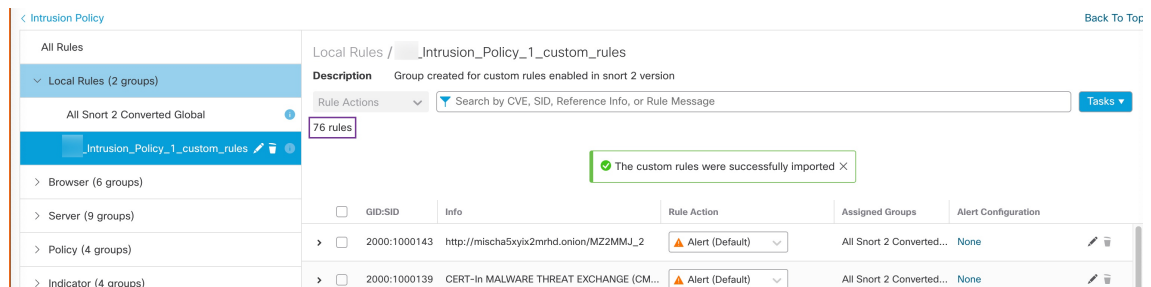 Intrusion Policy
Back To Top
All Rules
Local Rules (2 groups)
All Snort 2 Converted Global
_Intrusion_Policy_1_custom_rules
Browser (6 groups)
Server (9 groups)
Policy (4 groups)
Indicator (4 groups)
Local Rules / _Intrusion_Policy_1_custom_rules
Description Group created for custom rules enabled in snort 2 version
Rule Actions Search by CVE, SID, Reference Info, or Rule Message Tasks
76 rules
The custom rules were successfully imported
GID:SID Info Rule Action Assigned Groups Alert Configuration
2000:1000143 http://mischa5xyix2mrhd.onion/MZ2MMJ_2 Alert (Default) All Snort 2 Converted... None
2000:1000139 CERT-In MALWARE THREAT EXCHANGE (CM... Alert (Default) All Snort 2 Converted... None